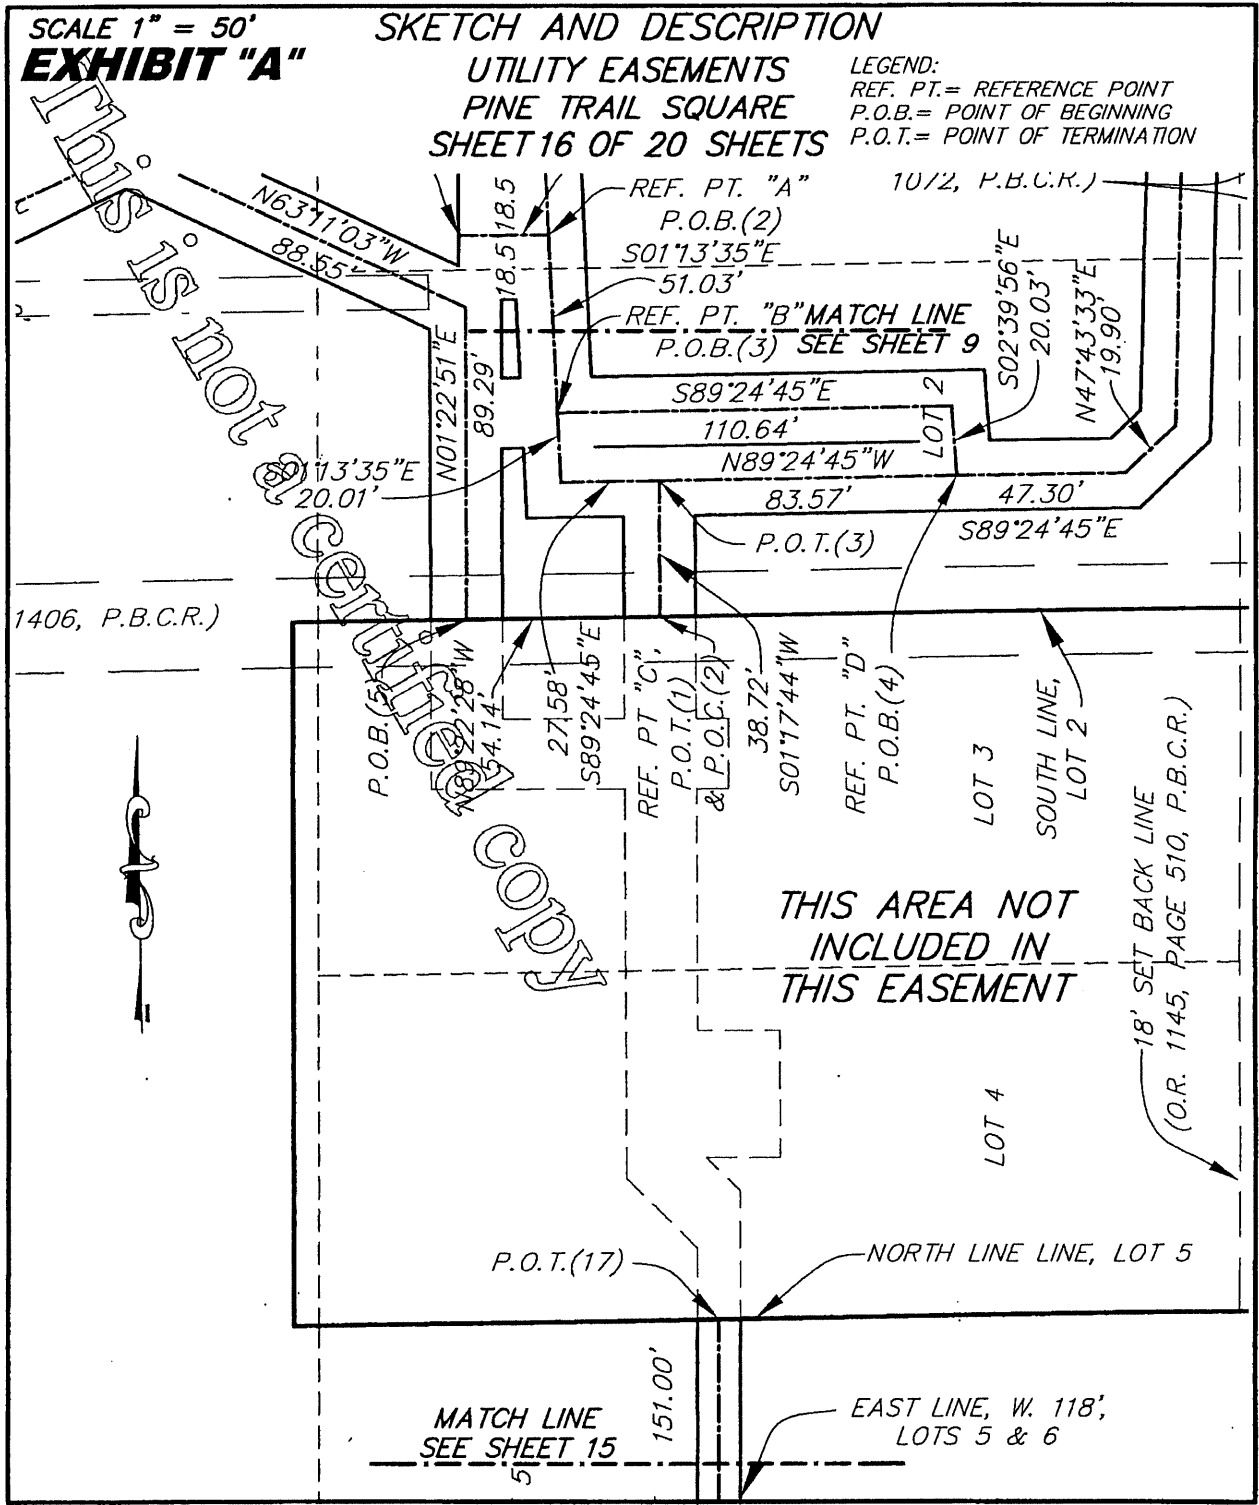 SCALE 1" = 50'
EXHIBIT "A"
SKETCH AND DESCRIPTION
UTILITY EASEMENTS
PINE TRAIL SQUARE
SHEET 16 OF 20 SHEETS
LEGEND:
REF. PT.= REFERENCE POINT
P.O.B.= POINT OF BEGINNING
P.O.T.= POINT OF TERMINATION
This is not a certified copy
1072, P.B.C.R.)
N63°11'03"W
88.55'
18.5
18.5
REF. PT. "A"
P.O.B.(2)
S01°13'35"E
51.03'
REF. PT. "B"
P.O.B.(3)
MATCH LINE
SEE SHEET 9
S02°39'56"E
20.03'
N47°43'33"E
19.90'
N01°22'51"E
89.29'
S89°24'45"E
110.64'
LOT 2
N89°24'45"W
S01°13'35"E
20.01'
83.57'
47.30'
S89°24'45"E
P.O.T.(3)
1406, P.B.C.R.)
P.O.B.(5)
N89°22'28"W
54.14'
27.58'
S89°24'45"E
REF. PT "C",
P.O.T.(1)
& P.O.C.(2)
38.72'
S01°17'44"W
REF. PT. "D"
P.O.B.(4)
LOT 3
SOUTH LINE,
LOT 2
18' SET BACK LINE
(O.R. 1145, PAGE 510, P.B.C.R.)
THIS AREA NOT
INCLUDED IN
THIS EASEMENT
LOT 4
P.O.T.(17)
NORTH LINE LINE, LOT 5
151.00'
MATCH LINE
SEE SHEET 15
5
EAST LINE, W. 118',
LOTS 5 & 6